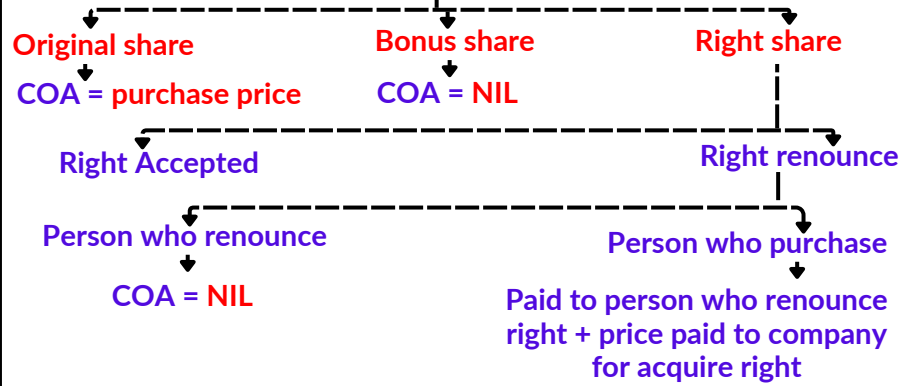 Original share
Bonus share
Right share
COA = purchase price
COA = NIL
Right Accepted
Right renounce
Person who renounce
Person who purchase
COA = NIL
Paid to person who renounce
right + price paid to company
for acquire right